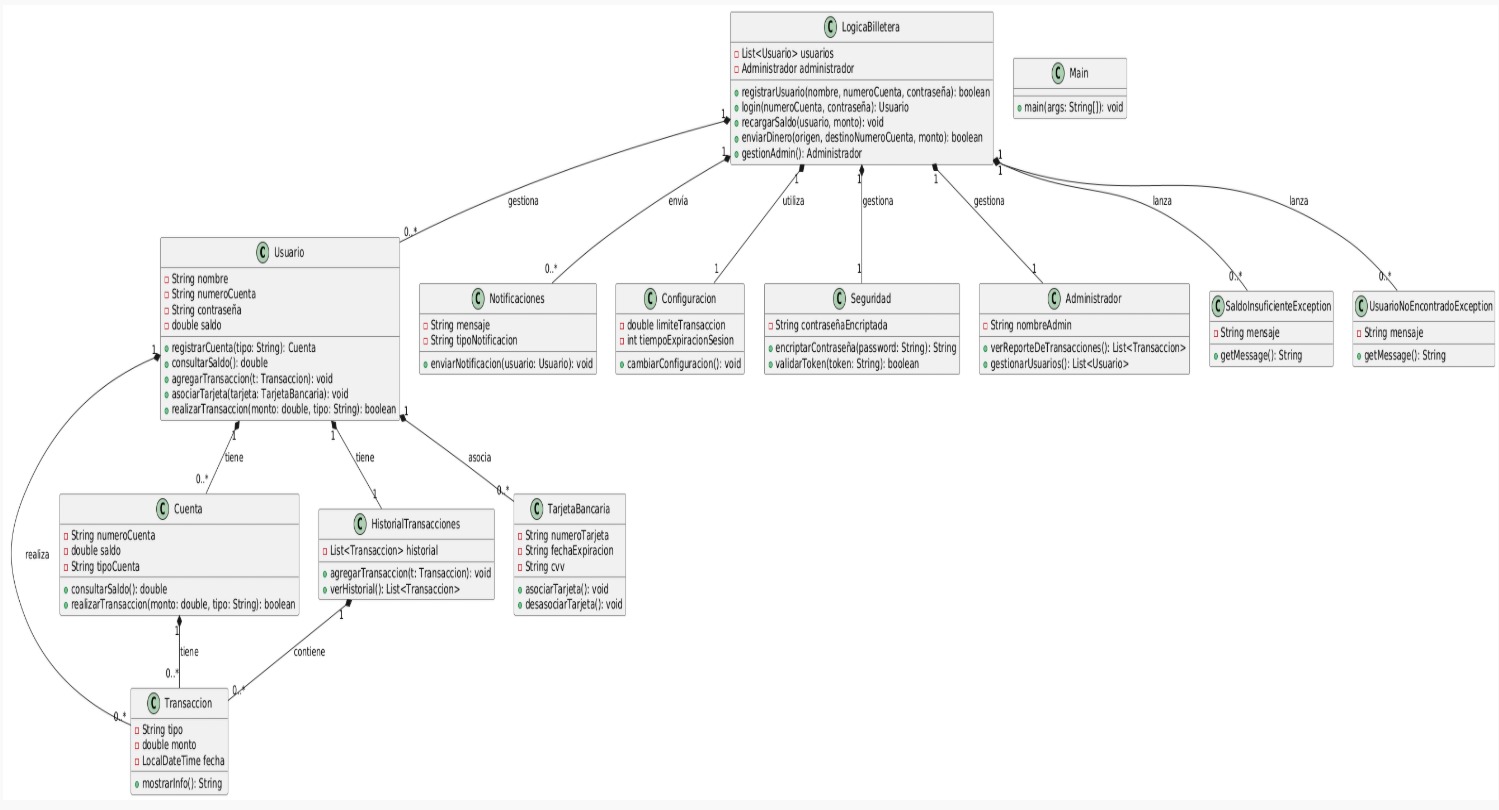 C LogicaBilletera
List<Usuario> usuarios
Administrador administrador
registrarUsuario(nombre, numeroCuenta, contraseña): boolean
login(numeroCuenta, contraseña): Usuario
recargarSaldo(usuario, monto): void
enviarDinero(origen, destinoNumeroCuenta, monto): boolean
gestionAdmin(): Administrador
C Main
main(args: String[]): void
1
1
1
1
1
1
1
gestiona
envía
utiliza
gestiona
gestiona
lanza
lanza
0..*
0..*
1
1
1
0..*
0..*
C Usuario
String nombre
String numeroCuenta
String contraseña
double saldo
registrarCuenta(tipo: String): Cuenta
consultarSaldo(): double
agregarTransaccion(t: Transaccion): void
asociarTarjeta(tarjeta: TarjetaBancaria): void
realizarTransaccion(monto: double, tipo: String): boolean
C Notificaciones
String mensaje
String tipoNotificacion
enviarNotificacion(usuario: Usuario): void
C Configuracion
double limiteTransaccion
int tiempoExpiracionSesion
cambiarConfiguracion(): void
C Seguridad
String contraseñaEncriptada
encriptarContraseña(password: String): String
validarToken(token: String): boolean
C Administrador
String nombreAdmin
verReporteDeTransacciones(): List<Transaccion>
gestionarUsuarios(): List<Usuario>
C SaldoInsuficienteException
String mensaje
getMessage(): String
C UsuarioNoEncontradoException
String mensaje
getMessage(): String
1
1
1
1
tiene
tiene
asocia
0..*
1
0..*
realiza
C Cuenta
String numeroCuenta
double saldo
String tipoCuenta
consultarSaldo(): double
realizarTransaccion(monto: double, tipo: String): boolean
C HistorialTransacciones
List<Transaccion> historial
agregarTransaccion(t: Transaccion): void
verHistorial(): List<Transaccion>
C TarjetaBancaria
String numeroTarjeta
String fechaExpiracion
String cvv
asociarTarjeta(): void
desasociarTarjeta(): void
1
1
tiene
contiene
0..*
0..*
0..*
C Transaccion
String tipo
double monto
LocalDateTime fecha
mostrarInfo(): String